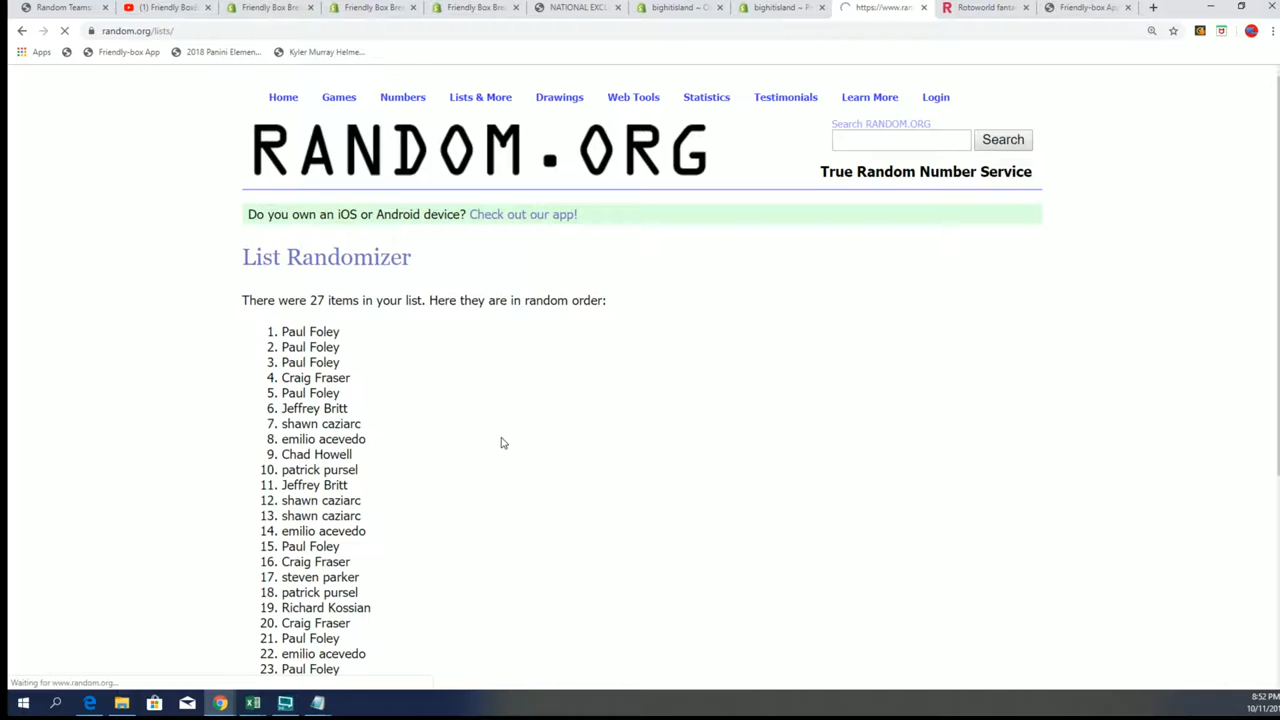 Random Teams:
(1) Friendly BoxB
Friendly Box Bre
Friendly Box Bre
Friendly Box Bre
NATIONAL EXCL
bighitisland ~ O
bighitisland ~ P
https://www.ran
Rotoworld fanta
Friendly-box Ap
random.org/lists/
Apps
Friendly-box App
2018 Panini Elemen...
Kyler Murray Helme...
Home
Games
Numbers
Lists & More
Drawings
Web Tools
Statistics
Testimonials
Learn More
Login
RANDOM.ORG
Search RANDOM.ORG
Search
True Random Number Service
Do you own an iOS or Android device? Check out our app!
List Randomizer
There were 27 items in your list. Here they are in random order:
1. Paul Foley
2. Paul Foley
3. Paul Foley
4. Craig Fraser
5. Paul Foley
6. Jeffrey Britt
7. shawn caziarc
8. emilio acevedo
9. Chad Howell
10. patrick pursel
11. Jeffrey Britt
12. shawn caziarc
13. shawn caziarc
14. emilio acevedo
15. Paul Foley
16. Craig Fraser
17. steven parker
18. patrick pursel
19. Richard Kossian
20. Craig Fraser
21. Paul Foley
22. emilio acevedo
23. Paul Foley
Waiting for www.random.org...
8:52 PM
10/11/201